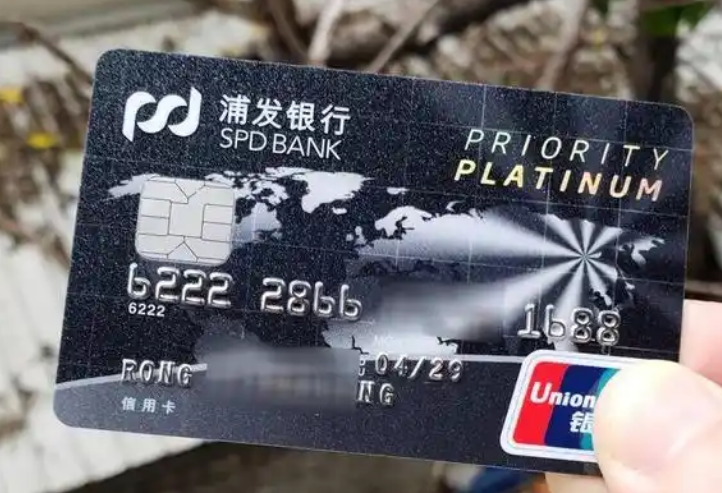 浦发银行
SPD BANK
PRIORITY
PLATINUM
6222 2866 1688
6222
RONG :04/29
NG
信用卡
Union
银